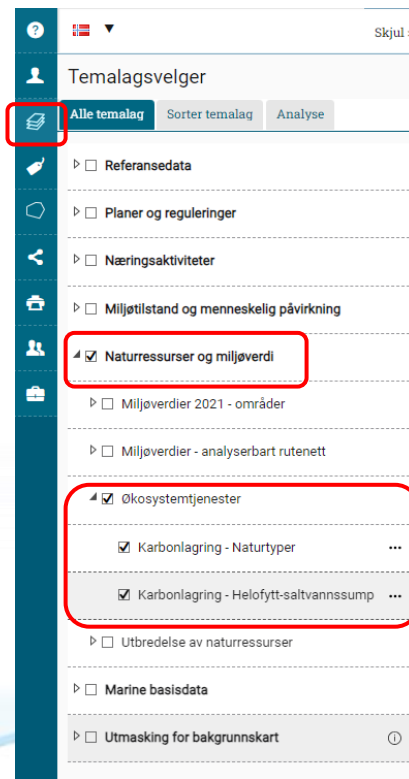 Skjul
Temalagsvelger
Alle temalag Sorter temalag Analyse
Referansedata
Planer og reguleringer
Næringsaktiviteter
Miljøtilstand og menneskelig påvirkning
Naturressurser og miljøverdi
Miljøverdier 2021 - områder
Miljøverdier - analyserbart rutenett
Økosystemtjenester
Karbonlagring - Naturtyper
Karbonlagring - Helofytt-saltvannssump
Utbredelse av naturressurser
Marine basisdata
Utmasking for bakgrunnskart